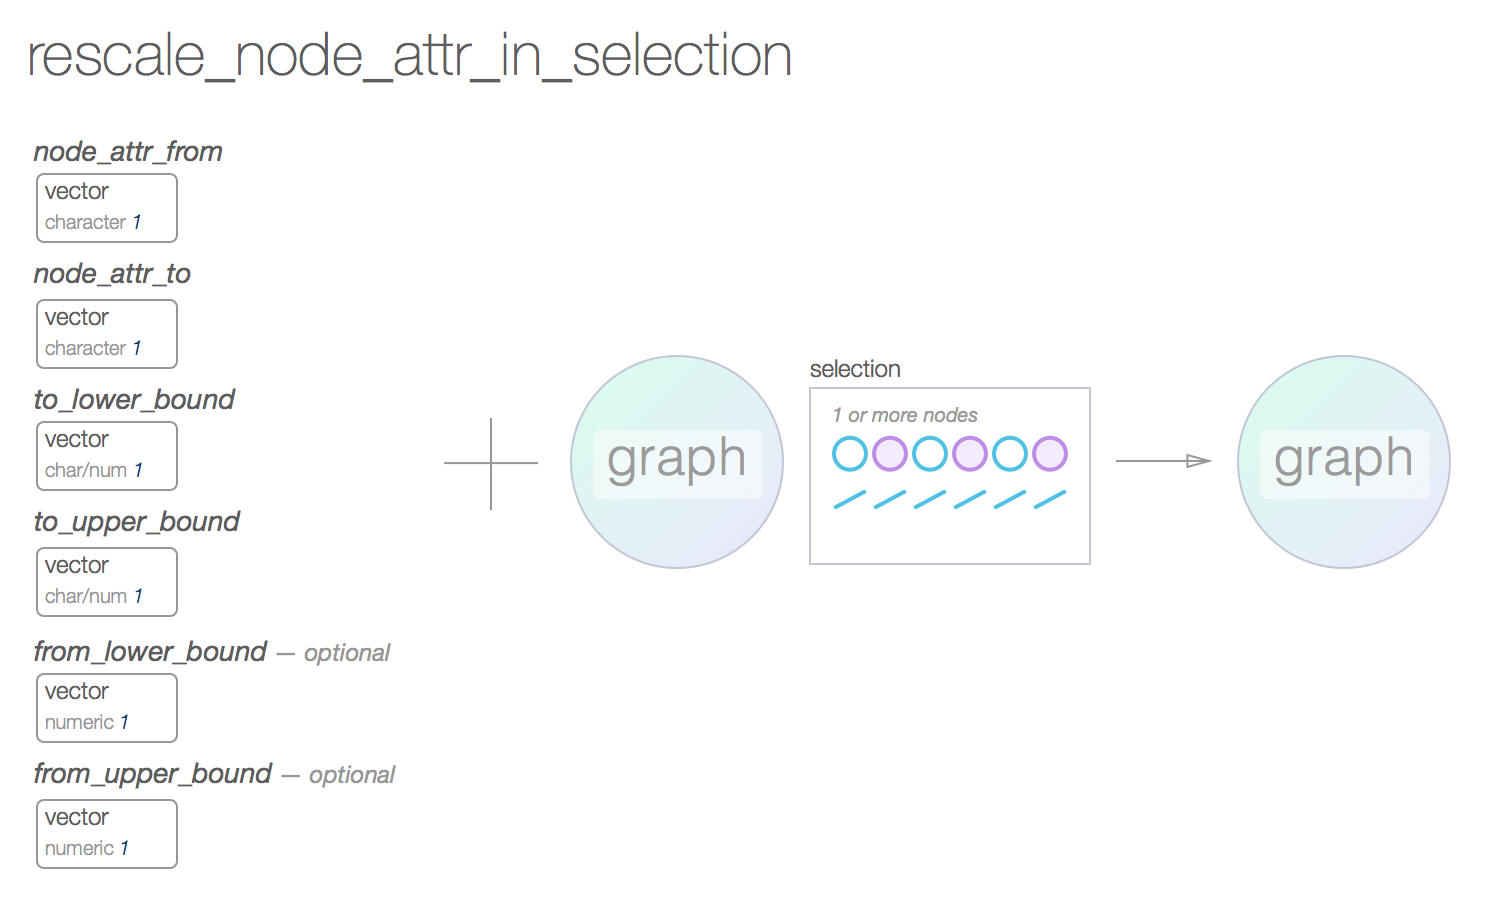 rescale_node_attr_in_selection
node_attr_from
vector
character 1
node_attr_to
vector
character 1
to_lower_bound
vector
char/num 1
to_upper_bound
vector
char/num 1
from_lower_bound — optional
vector
numeric 1
from_upper_bound — optional
vector
numeric 1
graph
selection
1 or more nodes
graph